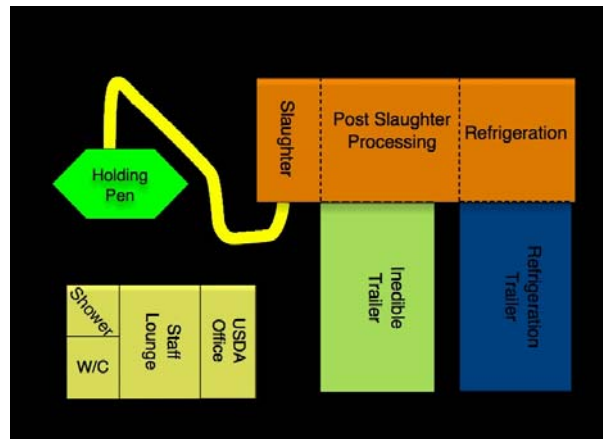 Holding
Pen
Slaughter
Post Slaughter
Processing
Refrigeration
Inedible
Trailer
Refrigeration
Trailer
Shower
W/C
Staff
Lounge
USDA
Office